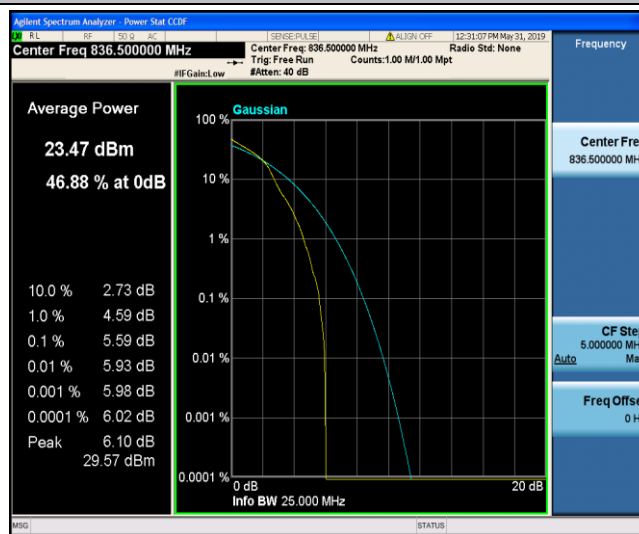 Agilent Spectrum Analyzer - Power Stat CCDF
RL RF 50 Ω AC SENSE:PULSE ALIGN OFF 12:31:07 PM May 31, 2019
Center Freq 836.500000 MHz
Center Freq: 836.500000 MHz Radio Std: None
Trig: Free Run Counts:1.00 M/1.00 Mpt
#IFGain:Low #Atten: 40 dB
Frequency
Average Power
23.47 dBm
46.88 % at 0dB
10.0 % 2.73 dB
1.0 % 4.59 dB
0.1 % 5.59 dB
0.01 % 5.93 dB
0.001 % 5.98 dB
0.0001 % 6.02 dB
Peak 6.10 dB
29.57 dBm
Gaussian
100 %
10 %
1 %
0.1 %
0.01 %
0.001 %
0.0001 %
0 dB 20 dB
Info BW 25.000 MHz
Center Fre
836.500000 MH
CF Ste
5.000000 MH
Auto Ma
Freq Offse
0 H
MSG STATUS